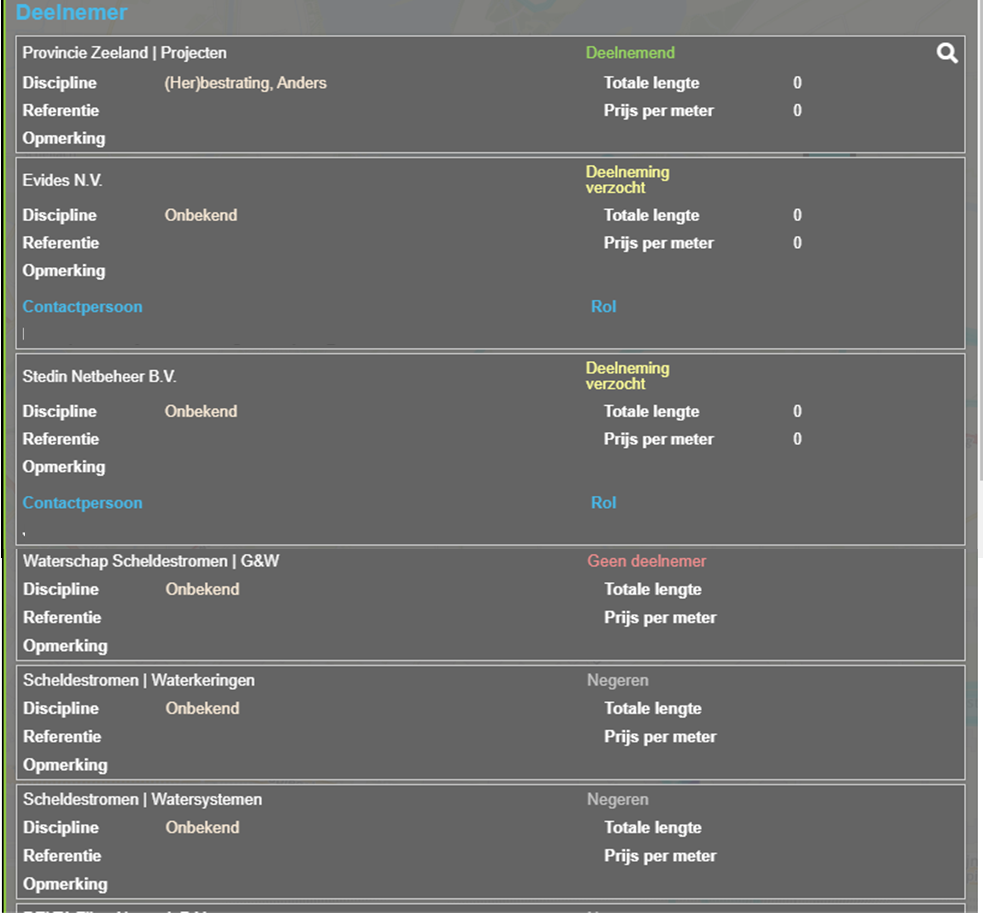 Deelnemer
Provincie Zeeland | Projecten Deelnemend
Discipline (Her)bestrating, Anders Totale lengte 0
Referentie Prijs per meter 0
Opmerking
Evides N.V. Deelneming verzocht
Discipline Onbekend Totale lengte 0
Referentie Prijs per meter 0
Opmerking
Contactpersoon Rol
Stedin Netbeheer B.V. Deelneming verzocht
Discipline Onbekend Totale lengte 0
Referentie Prijs per meter 0
Opmerking
Contactpersoon Rol
Waterschap Scheldestromen | G&W Geen deelnemer
Discipline Onbekend Totale lengte
Referentie Prijs per meter
Opmerking
Scheldestromen | Waterkeringen Negeren
Discipline Onbekend Totale lengte
Referentie Prijs per meter
Opmerking
Scheldestromen | Watersystemen Negeren
Discipline Onbekend Totale lengte
Referentie Prijs per meter
Opmerking